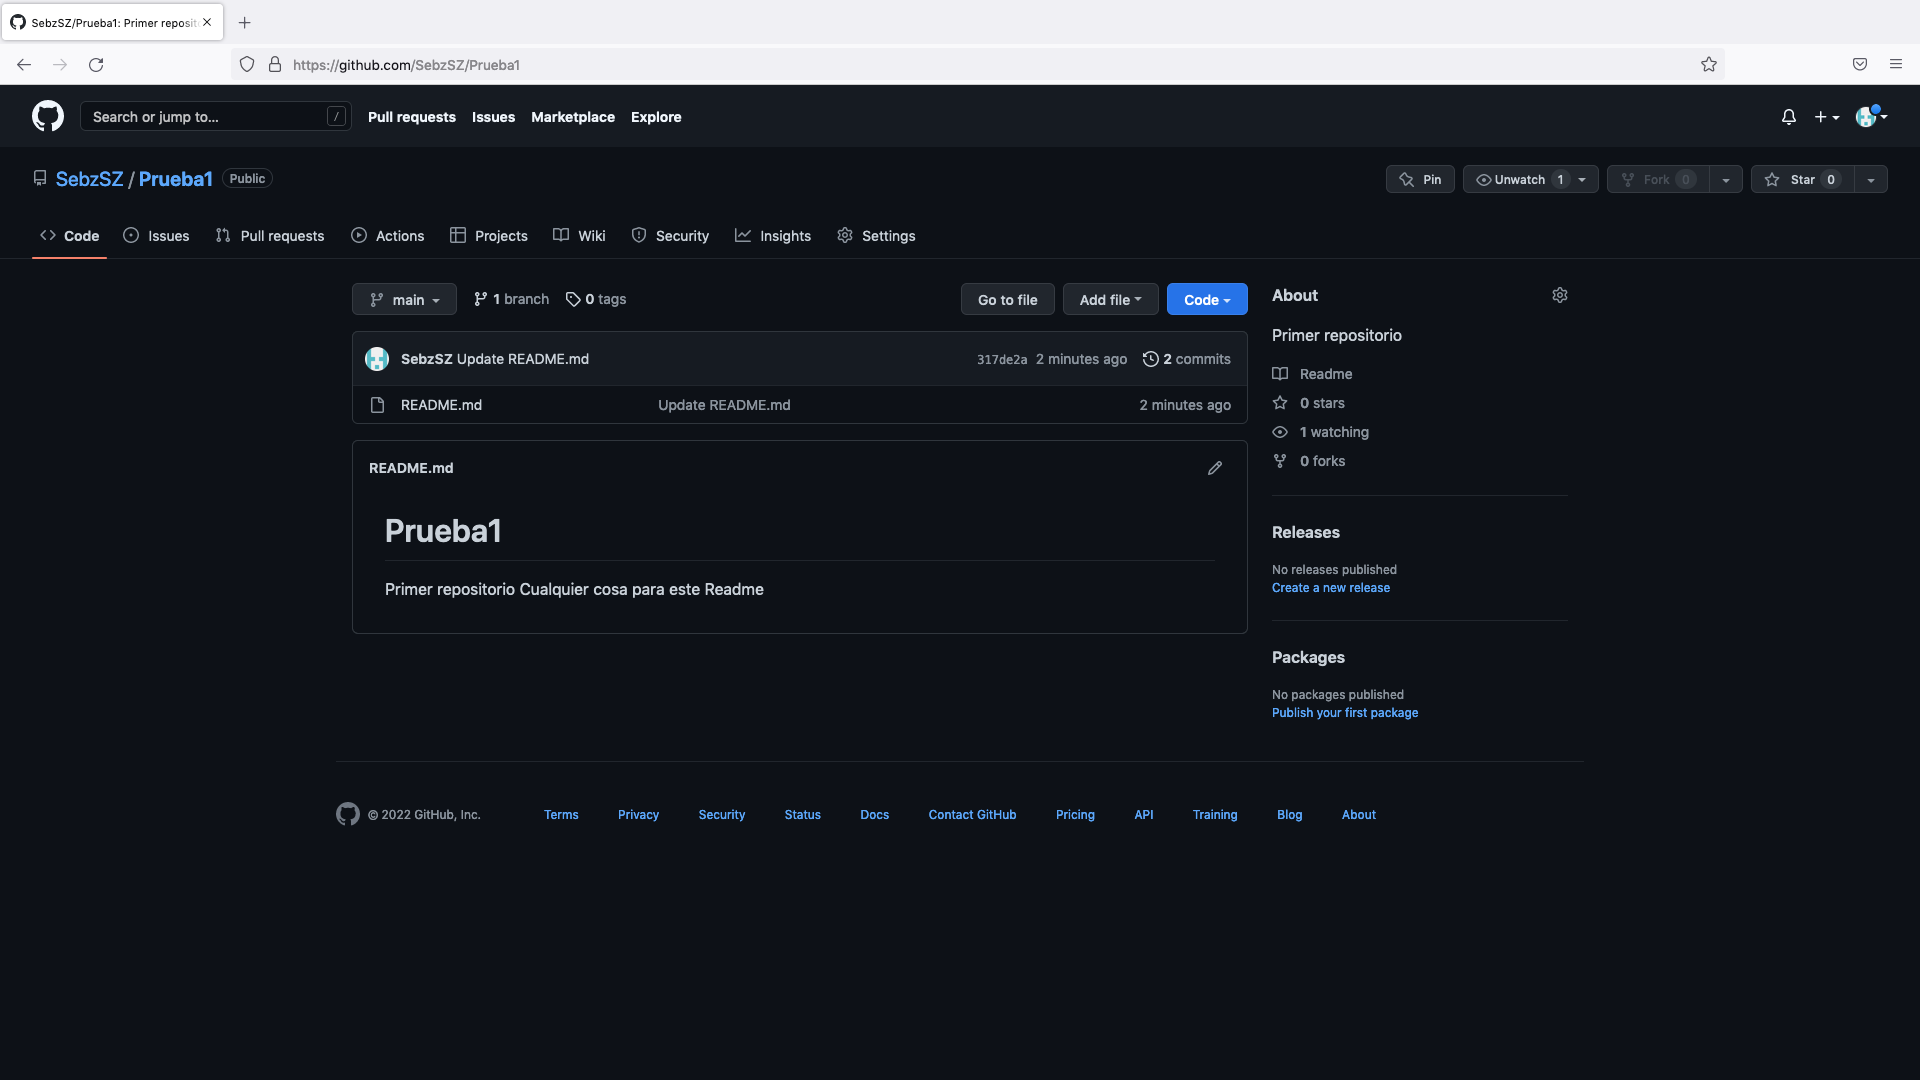 SebzSZ/Prueba1: Primer reposit
https://github.com/SebzSZ/Prueba1
Search or jump to... /
Pull requests Issues Marketplace Explore
SebzSZ / Prueba1 Public
Pin Unwatch 1 Fork 0 Star 0
Code Issues Pull requests Actions Projects Wiki Security Insights Settings
main 1 branch 0 tags Go to file Add file Code
SebzSZ Update README.md 317de2a 2 minutes ago 2 commits
README.md Update README.md 2 minutes ago
README.md
Prueba1
Primer repositorio Cualquier cosa para este Readme
About
Primer repositorio
Readme
0 stars
1 watching
0 forks
Releases
No releases published
Create a new release
Packages
No packages published
Publish your first package
© 2022 GitHub, Inc. Terms Privacy Security Status Docs Contact GitHub Pricing API Training Blog About